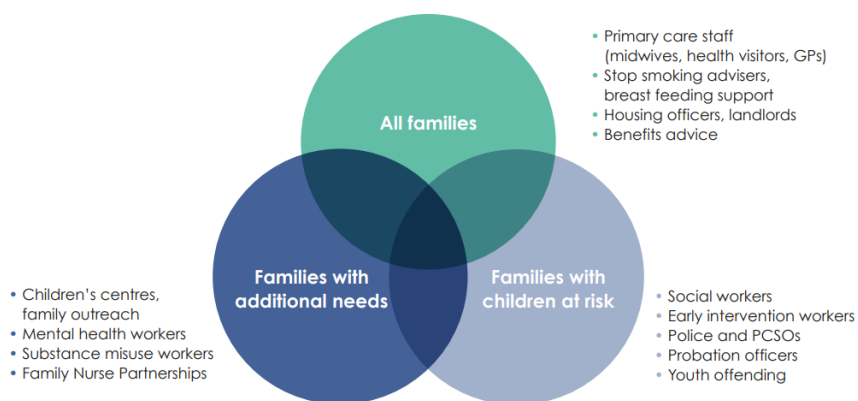 • Primary care staff
(midwives, health visitors, GPs)
• Stop smoking advisers,
breast feeding support
• Housing officers, landlords
• Benefits advice
All families
Families with
additional needs
Families with
children at risk
• Children’s centres,
family outreach
• Mental health workers
• Substance misuse workers
• Family Nurse Partnerships
• Social workers
• Early intervention workers
• Police and PCSOs
• Probation officers
• Youth offending